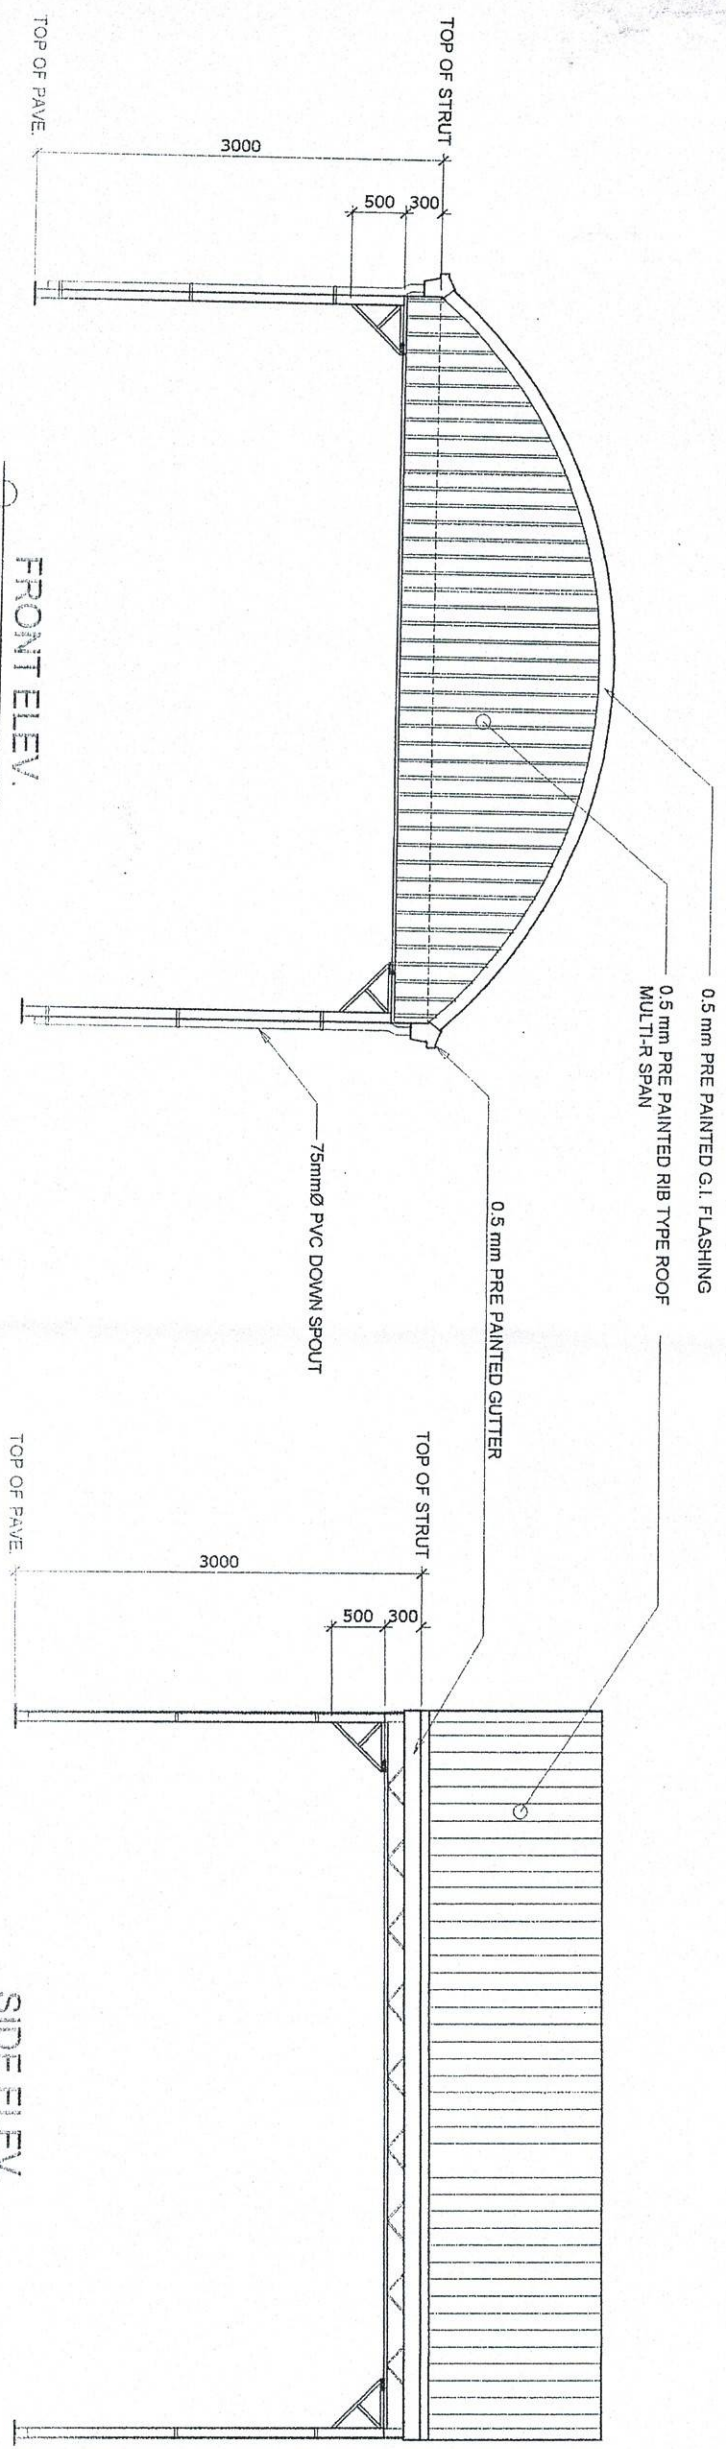 0.5 mm PRE PAINTED G.I. FLASHING
0.5 mm PRE PAINTED RIB TYPE ROOF
MULTI-R SPAN
0.5 mm PRE PAINTED GUTTER
75mmØ PVC DOWN SPOUT
TOP OF STRUT
3000
500
300
TOP OF PAVE.
FRONT ELEV.
TOP OF STRUT
3000
500
300
TOP OF PAVE.
SIDE ELEV.